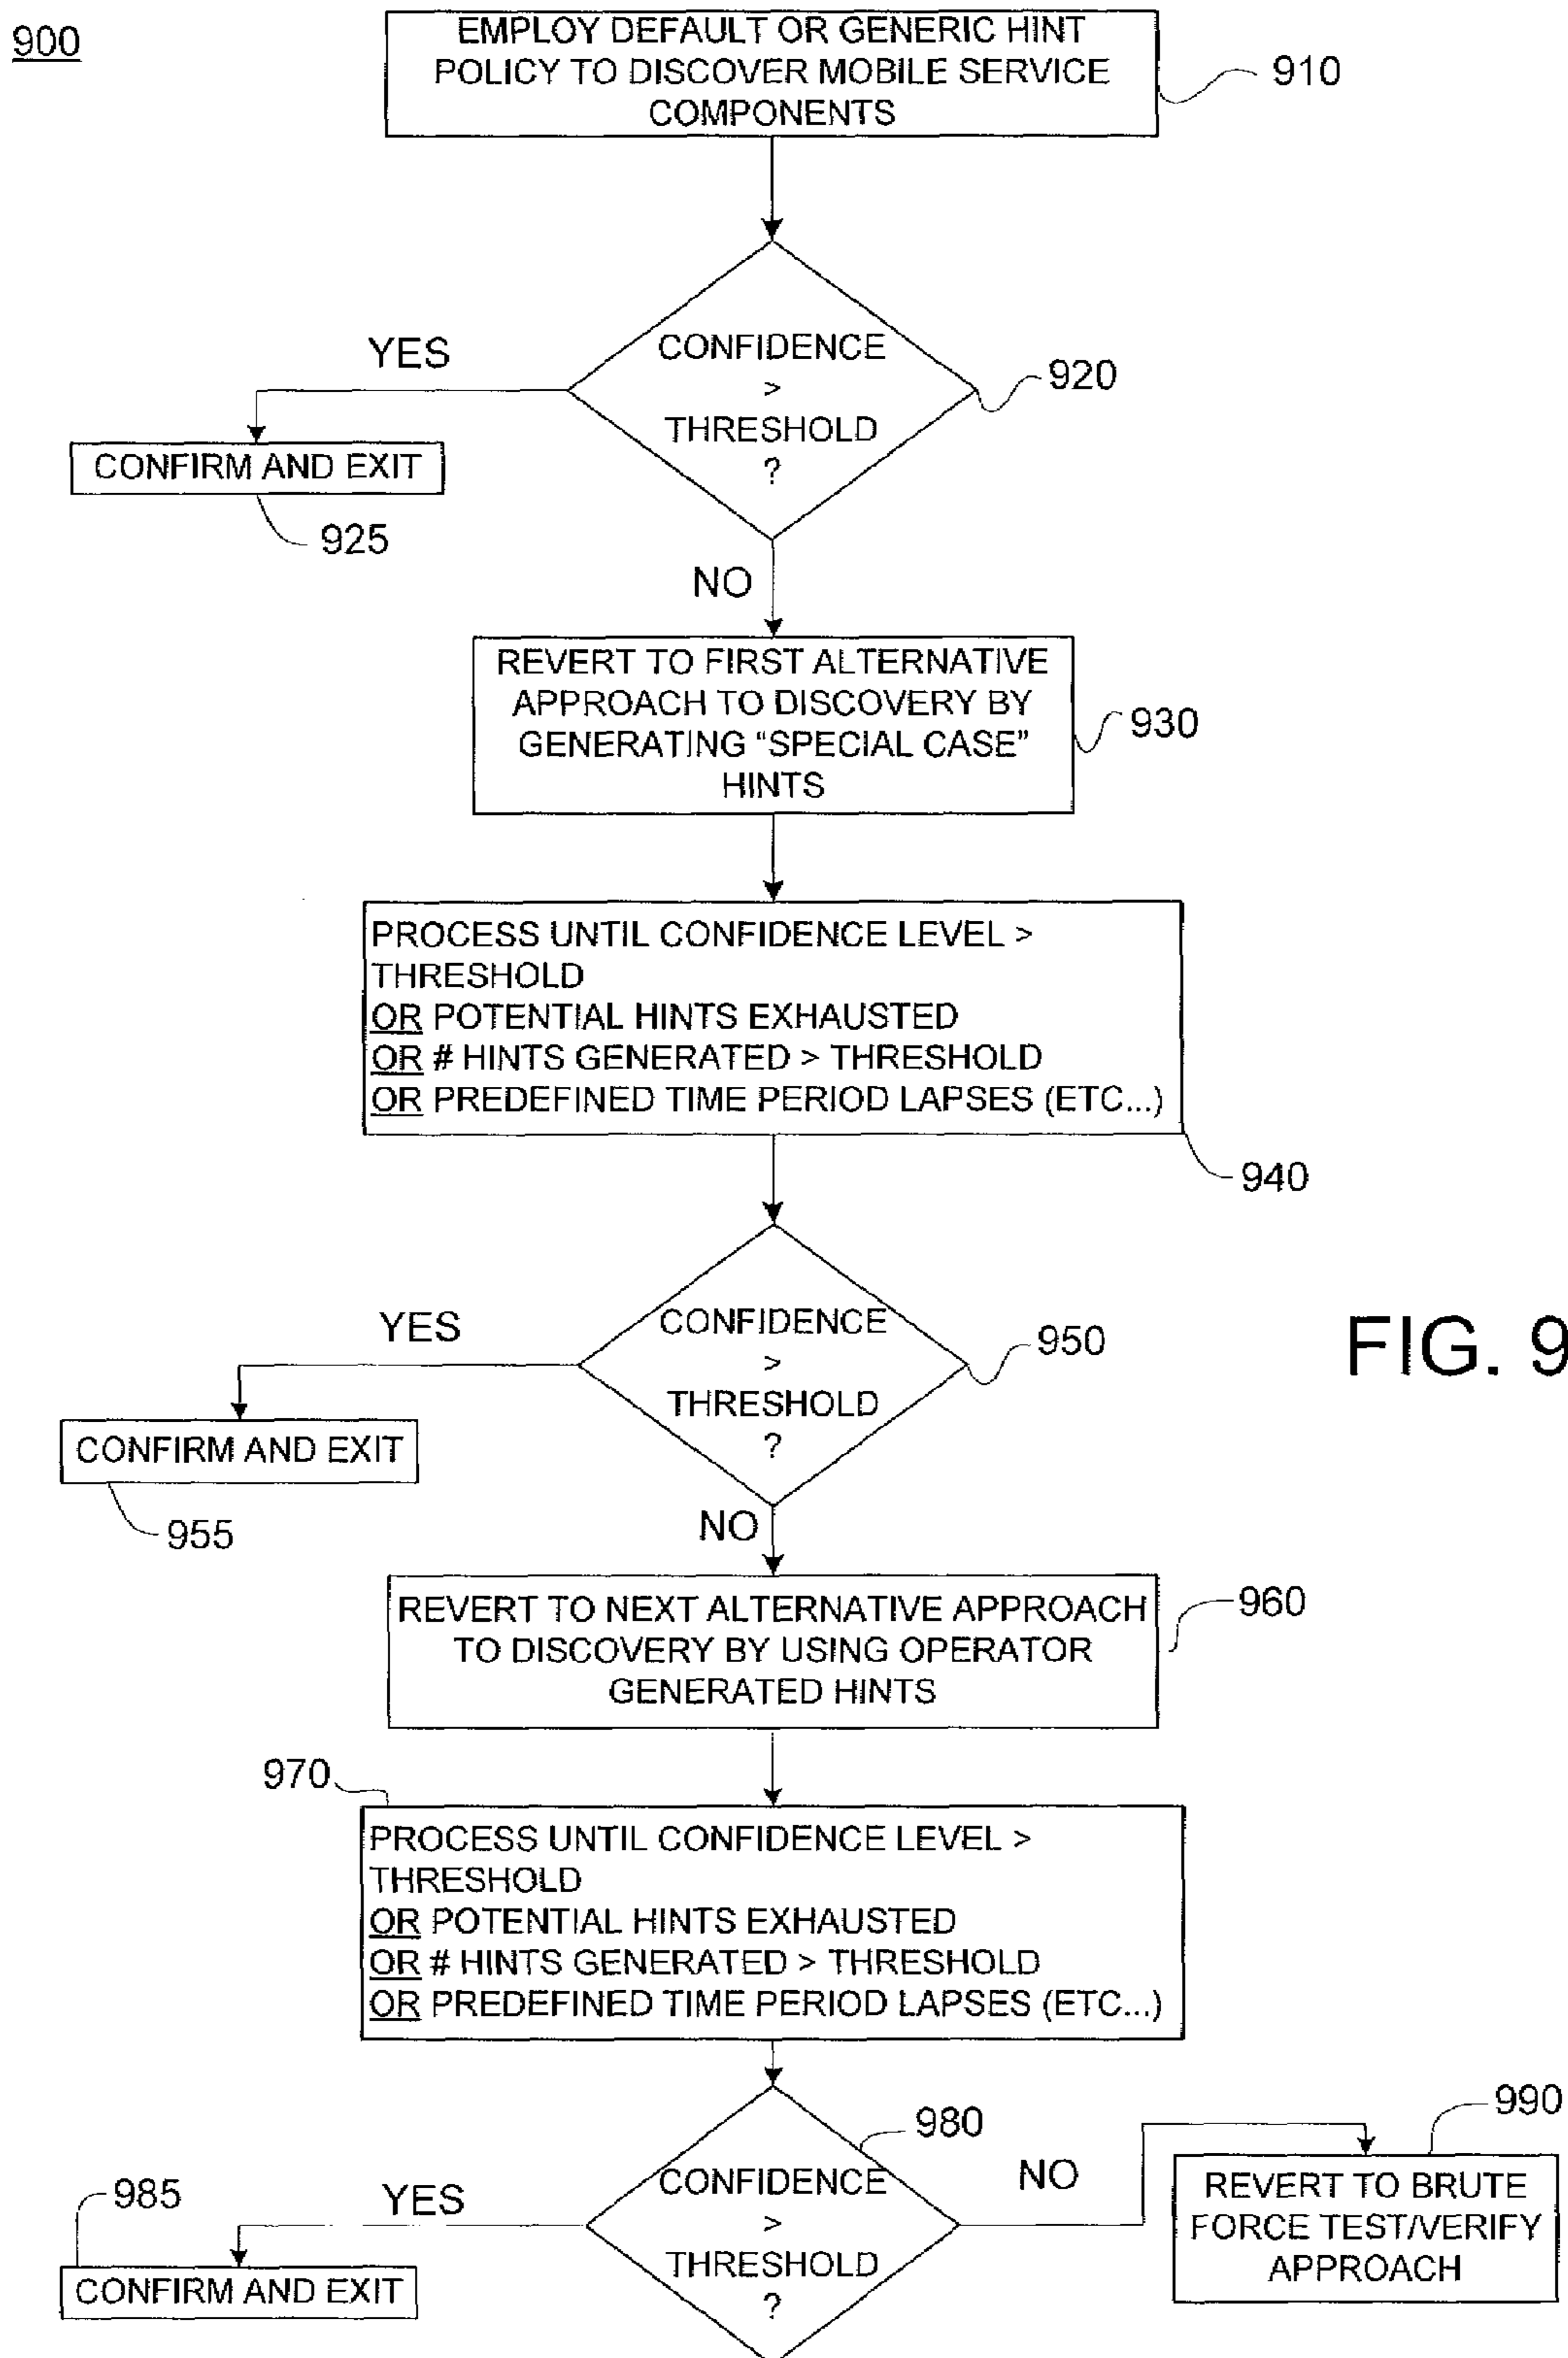 900
EMPLOY DEFAULT OR GENERIC HINT
POLICY TO DISCOVER MOBILE SERVICE
COMPONENTS
910
CONFIDENCE
>
THRESHOLD
?
920
YES
CONFIRM AND EXIT
925
NO
REVERT TO FIRST ALTERNATIVE
APPROACH TO DISCOVERY BY
GENERATING “SPECIAL CASE”
HINTS
930
PROCESS UNTIL CONFIDENCE LEVEL >
THRESHOLD
OR POTENTIAL HINTS EXHAUSTED
OR # HINTS GENERATED > THRESHOLD
OR PREDEFINED TIME PERIOD LAPSES (ETC...)
940
CONFIDENCE
>
THRESHOLD
?
950
YES
CONFIRM AND EXIT
955
FIG. 9
NO
REVERT TO NEXT ALTERNATIVE APPROACH
TO DISCOVERY BY USING OPERATOR
GENERATED HINTS
960
970
PROCESS UNTIL CONFIDENCE LEVEL >
THRESHOLD
OR POTENTIAL HINTS EXHAUSTED
OR # HINTS GENERATED > THRESHOLD
OR PREDEFINED TIME PERIOD LAPSES (ETC...)
CONFIDENCE
>
THRESHOLD
?
980
YES
985
CONFIRM AND EXIT
NO
990
REVERT TO BRUTE
FORCE TEST/VERIFY
APPROACH